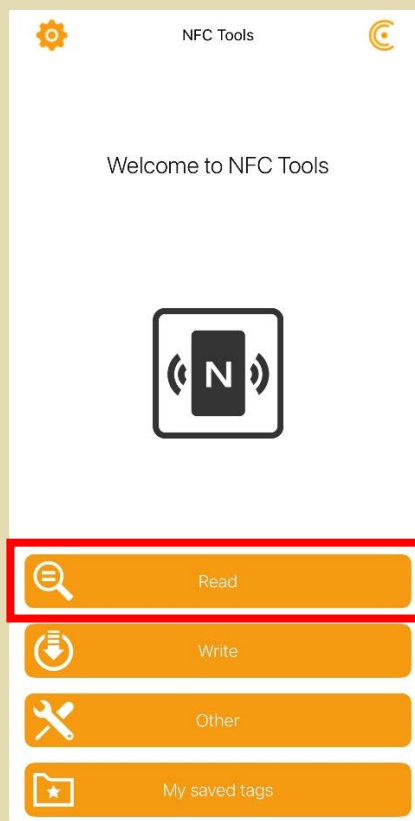 NFC Tools
Welcome to NFC Tools
N
Read
Write
Other
My saved tags